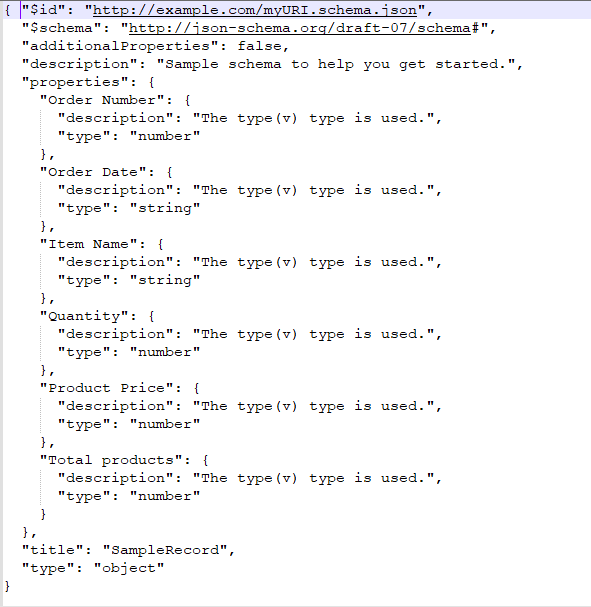 { "$id": "http://example.com/myURI.schema.json",
  "$schema": "http://json-schema.org/draft-07/schema#",
  "additionalProperties": false,
  "description": "Sample schema to help you get started.",
  "properties": {
    "Order Number": {
      "description": "The type(v) type is used.",
      "type": "number"
    },
    "Order Date": {
      "description": "The type(v) type is used.",
      "type": "string"
    },
    "Item Name": {
      "description": "The type(v) type is used.",
      "type": "string"
    },
    "Quantity": {
      "description": "The type(v) type is used.",
      "type": "number"
    },
    "Product Price": {
      "description": "The type(v) type is used.",
      "type": "number"
    },
    "Total products": {
      "description": "The type(v) type is used.",
      "type": "number"
    }
  },
  "title": "SampleRecord",
  "type": "object"
}